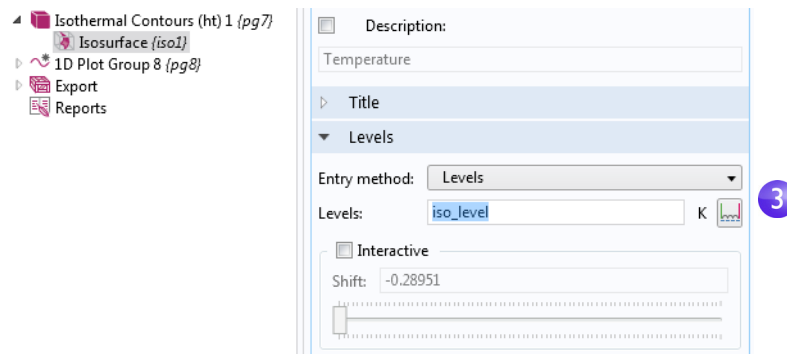 Isothermal Contours (ht) 1 {pg7}
Isosurface {iso1}
1D Plot Group 8 {pg8}
Export
Reports
Description:
Temperature
Title
Levels
Entry method: Levels
Levels: iso_level K
3
Interactive
Shift: -0.28951